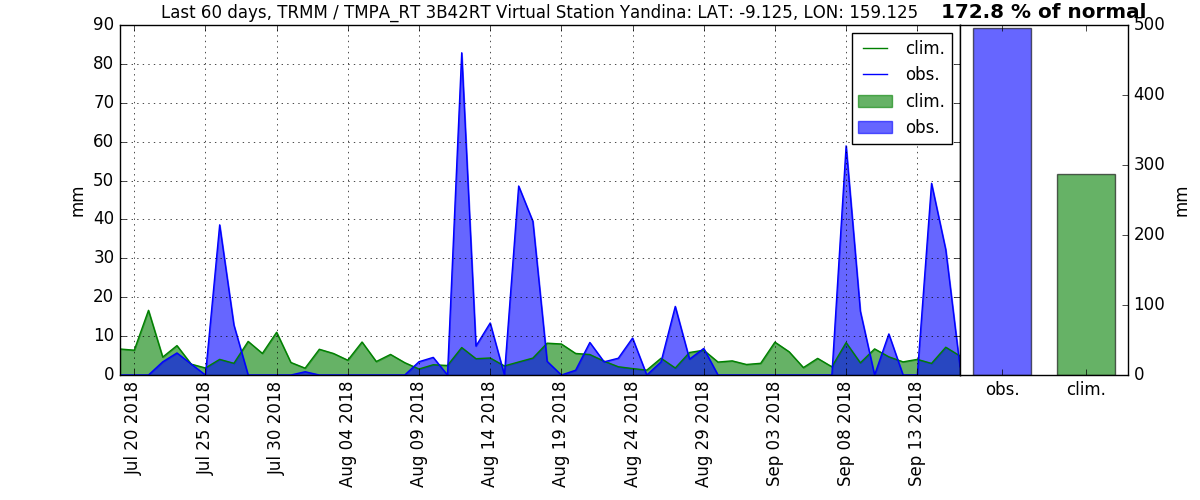 Last 60 days, TRMM / TMPA_RT 3B42RT Virtual Station Yandina: LAT: -9.125, LON: 159.125
172.8 % of normal
90
80
70
60
50
40
30
20
10
0
mm
clim.
obs.
clim.
obs.
500
400
300
200
100
0
mm
Jul 20 2018
Jul 25 2018
Jul 30 2018
Aug 04 2018
Aug 09 2018
Aug 14 2018
Aug 19 2018
Aug 24 2018
Aug 29 2018
Sep 03 2018
Sep 08 2018
Sep 13 2018
obs.
clim.